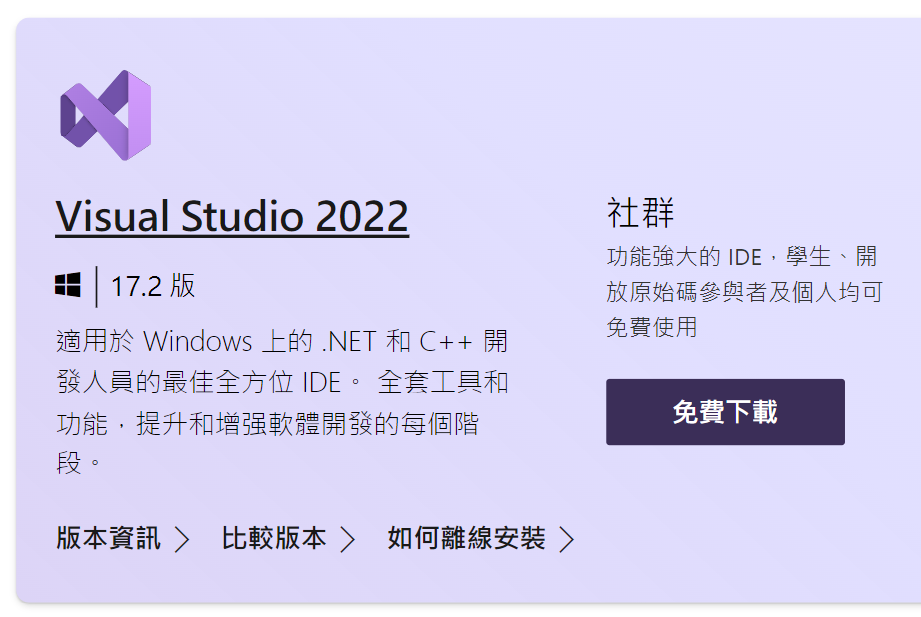 Visual Studio 2022
17.2 版
適用於 Windows 上的 .NET 和 C++ 開
發人員的最佳全方位 IDE。 全套工具和
功能，提升和增强軟體開發的每個階
段。
版本資訊
比較版本
如何離線安裝
社群
功能強大的 IDE，學生、開
放原始碼參與者及個人均可
免費使用
免費下載